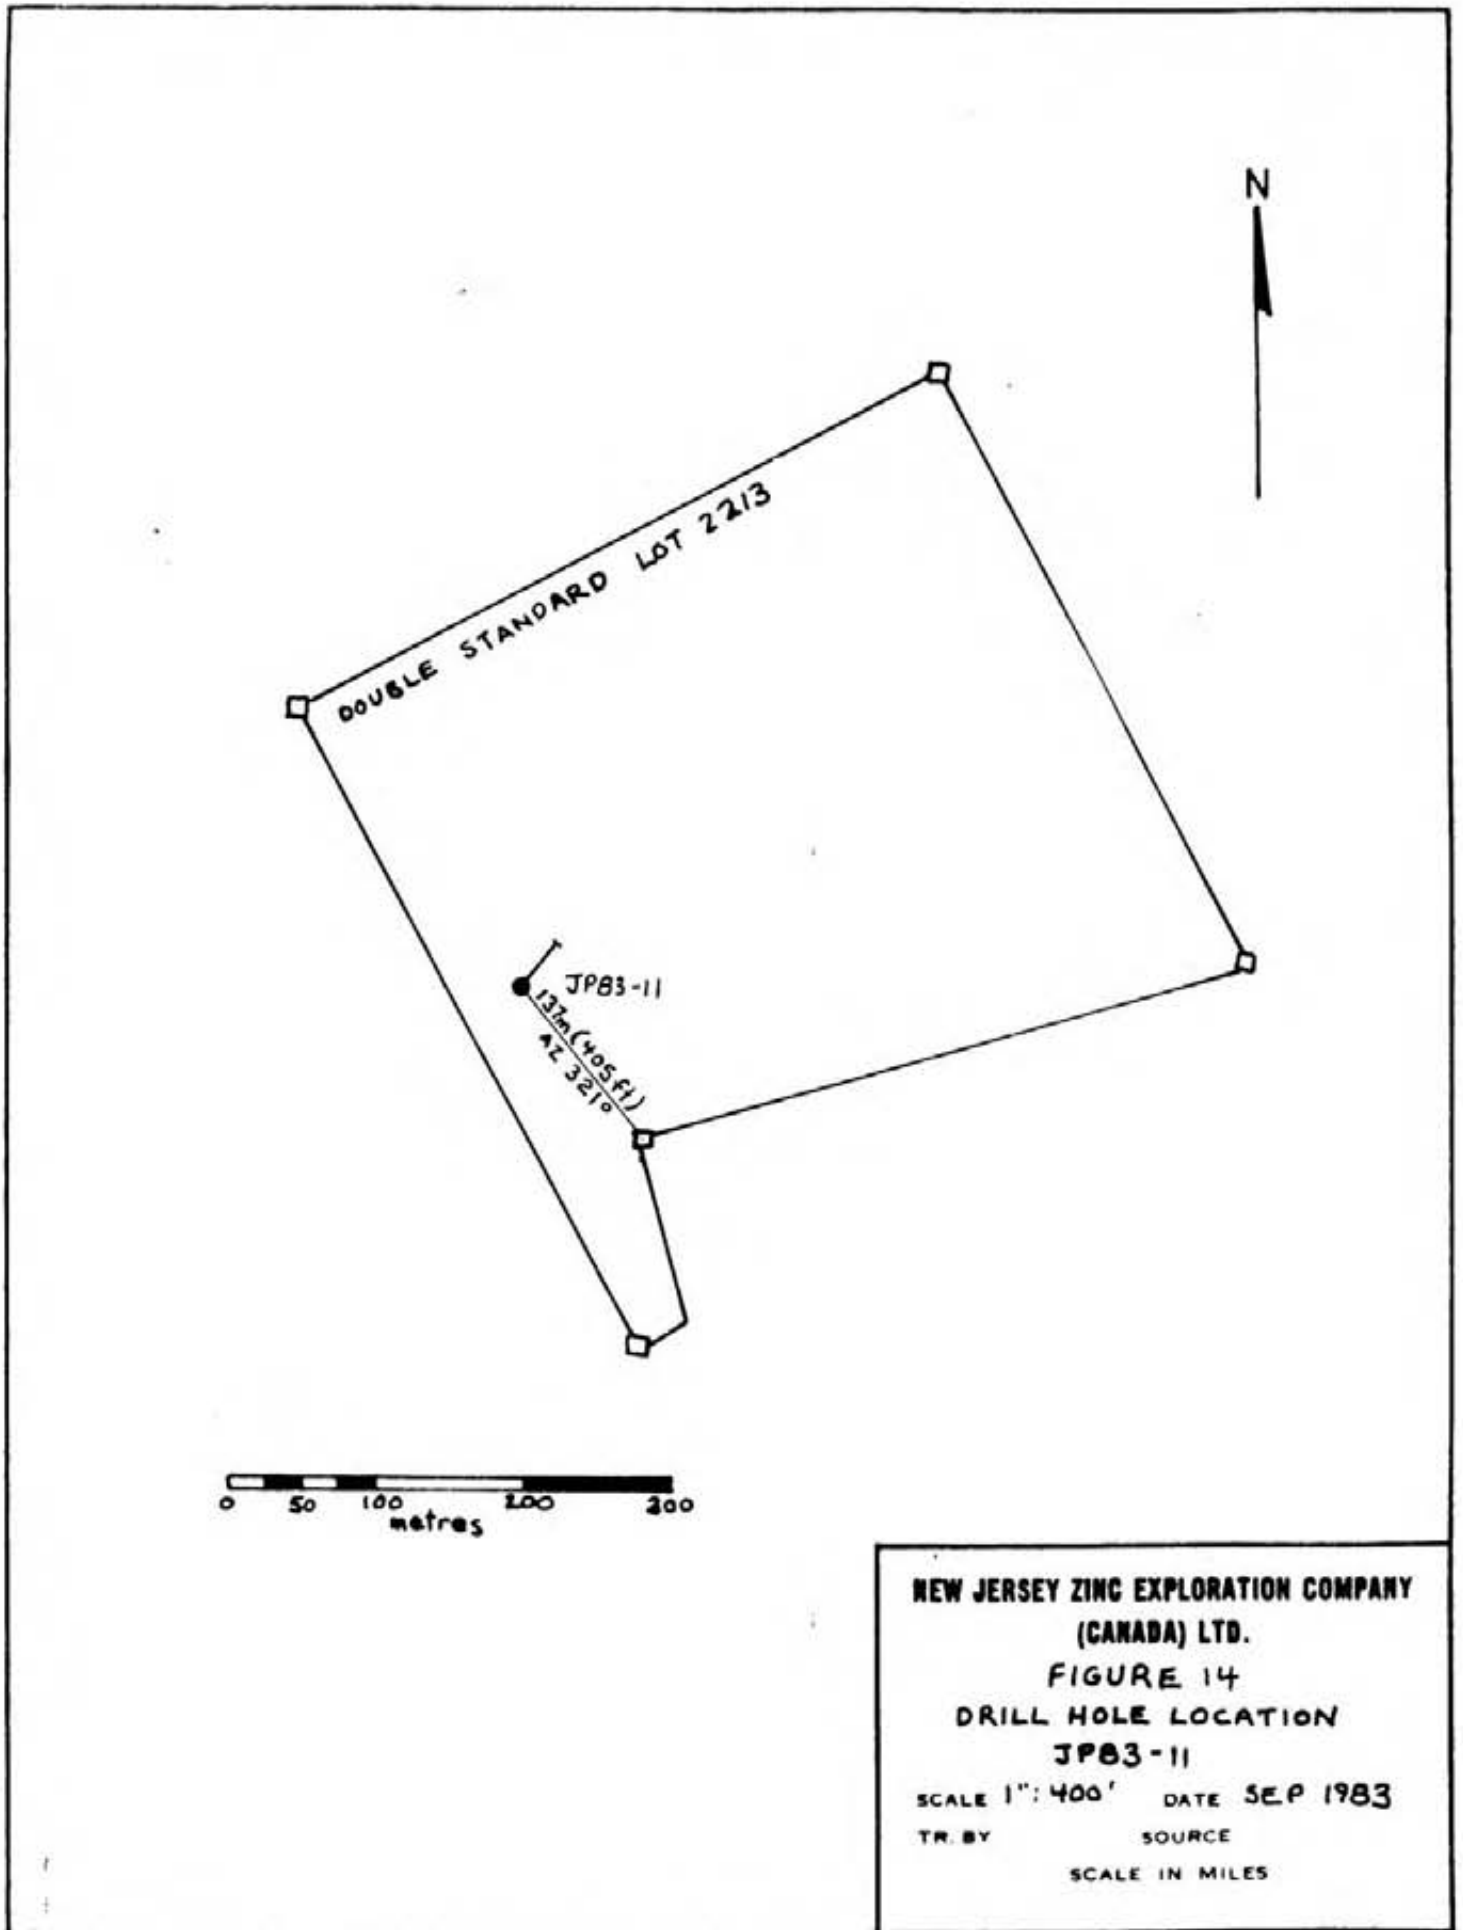 N
DOUBLE STANDARD LOT 2213
JP83-11
137m (405ft)
AZ 321°
0 50 100 200 300
metres
NEW JERSEY ZINC EXPLORATION COMPANY
(CANADA) LTD.
FIGURE 14
DRILL HOLE LOCATION
JP83-11
SCALE 1":400' DATE SEP 1983
TR. BY SOURCE
SCALE IN MILES